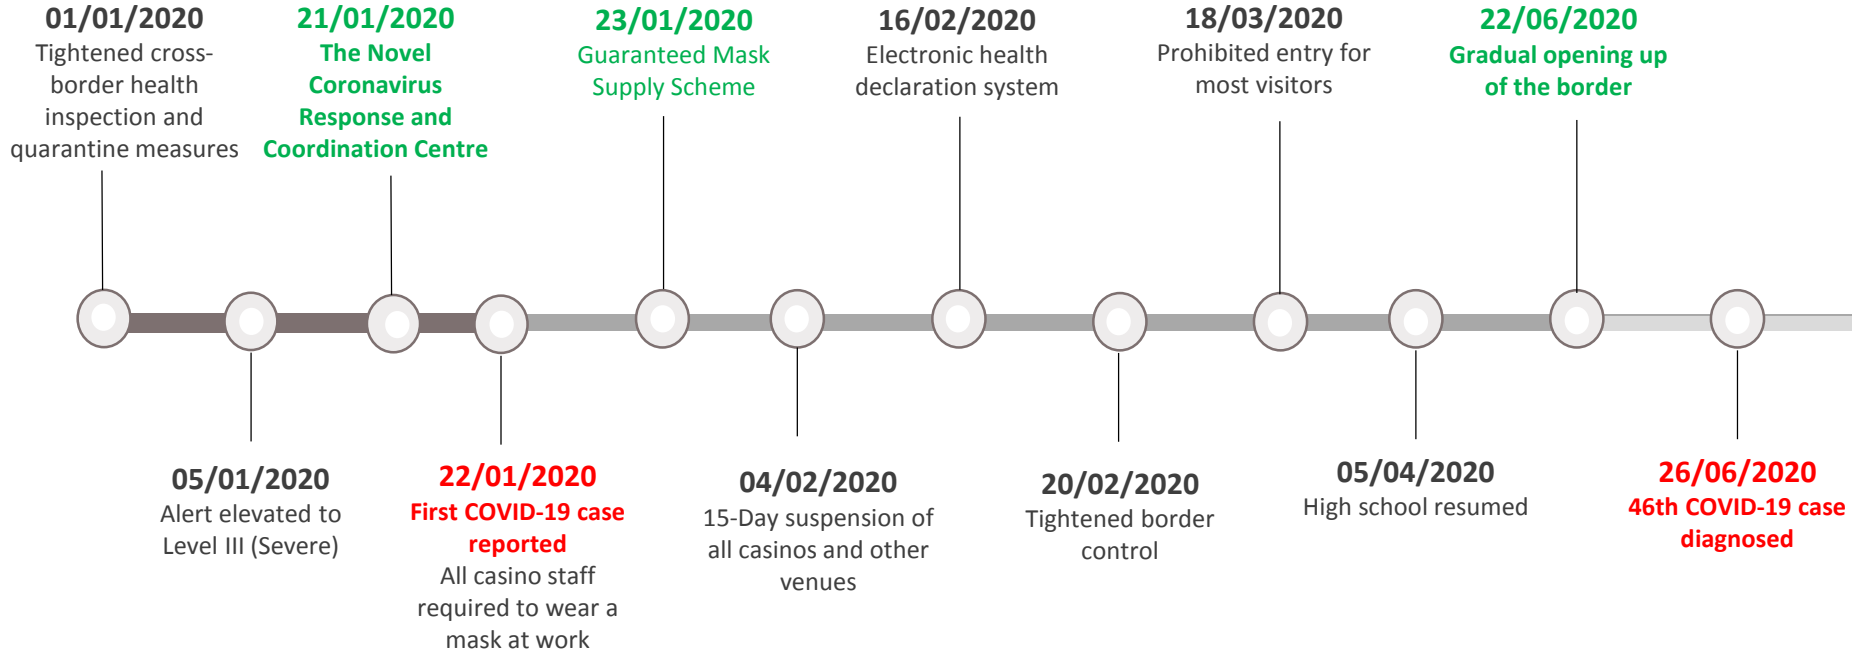 01/01/2020
Tightened cross-
border health
inspection and
quarantine measures
21/01/2020
The Novel
Coronavirus
Response and
Coordination Centre
23/01/2020
Guaranteed Mask
Supply Scheme
16/02/2020
Electronic health
declaration system
18/03/2020
Prohibited entry for
most visitors
22/06/2020
Gradual opening up
of the border
05/01/2020
Alert elevated to
Level III (Severe)
22/01/2020
First COVID-19 case
reported
All casino staff
required to wear a
mask at work
04/02/2020
15-Day suspension of
all casinos and other
venues
20/02/2020
Tightened border
control
05/04/2020
High school resumed
26/06/2020
46th COVID-19 case
diagnosed